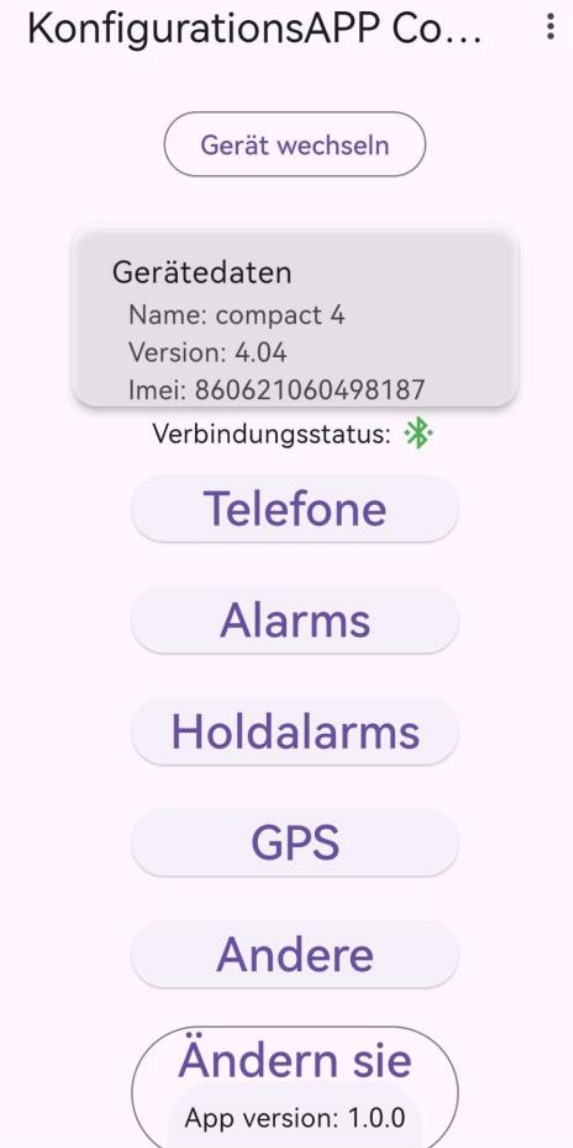 KonfigurationsAPP Co...
Gerät wechseln
Gerätedaten
Name: compact 4
Version: 4.04
Imei: 860621060498187
Verbindungsstatus:
Telefone
Alarms
Holdalarms
GPS
Andere
Ändern sie
App version: 1.0.0